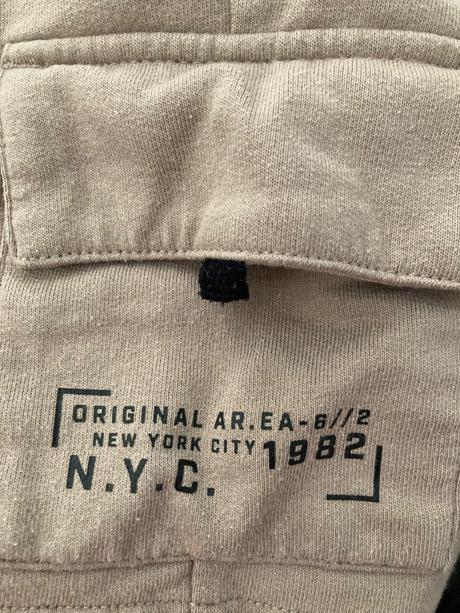 ORIGINAL AR.EA-6//2
NEW YORK CITY 1982
N.Y.C.